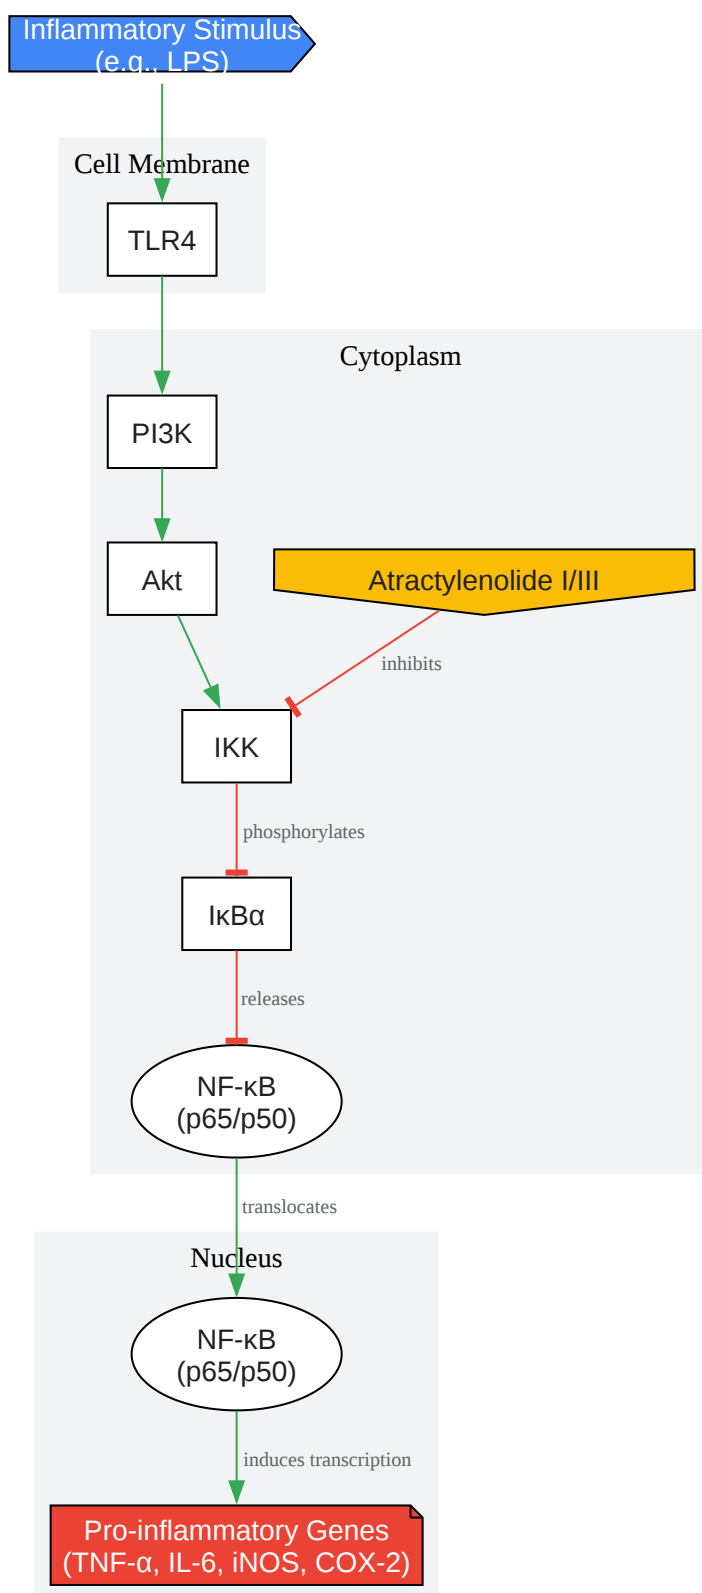 Inflammatory Stimulus
(e.g., LPS)
Cell Membrane
TLR4
Cytoplasm
PI3K
Akt
Atractylenolide I/III
inhibits
IKK
phosphorylates
IκBα
releases
NF-κB
(p65/p50)
translocates
Nucleus
NF-κB
(p65/p50)
induces transcription
Pro-inflammatory Genes
(TNF-α, IL-6, iNOS, COX-2)